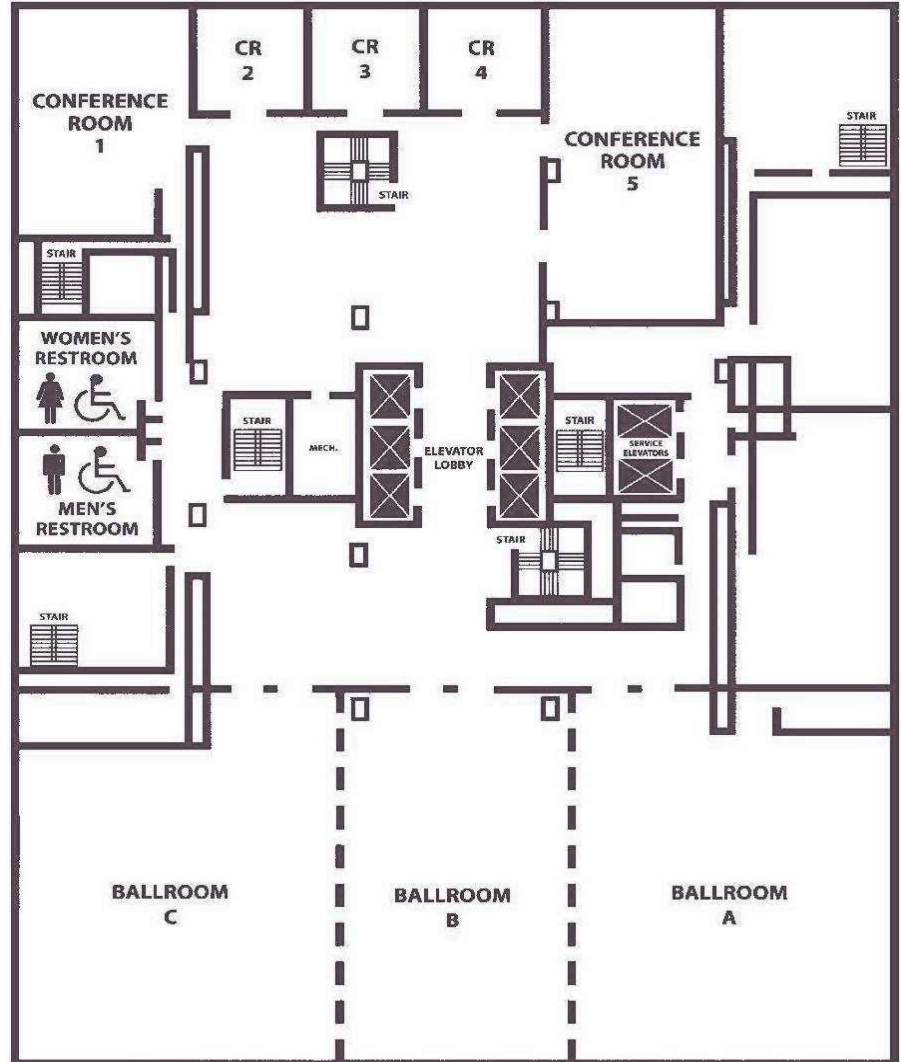 CR
2
CR
3
CR
4
CONFERENCE
ROOM
1
CONFERENCE
ROOM
5
STAIR
STAIR
STAIR
WOMEN'S
RESTROOM
STAIR
MECH.
ELEVATOR
LOBBY
STAIR
SERVICE
ELEVATORS
MEN'S
RESTROOM
STAIR
STAIR
BALLROOM
C
BALLROOM
B
BALLROOM
A